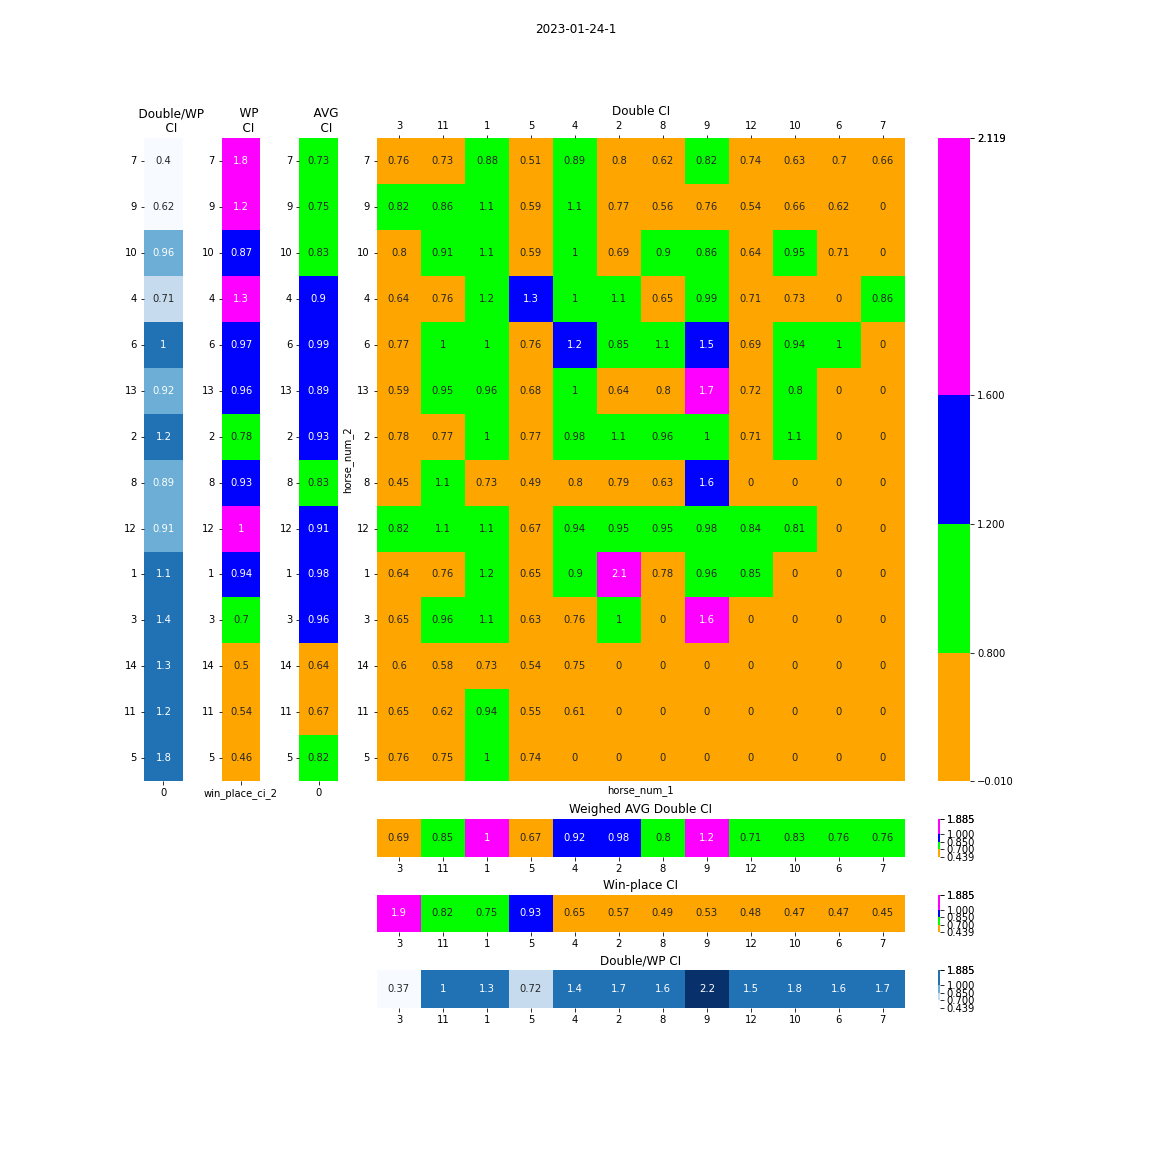 2023-01-24-1
Double/WP CI
WP CI
AVG CI
Double CI
3 11 1 5 4 2 8 9 12 10 6 7
7 0.4 7 1.8 7 0.73 7 0.76 0.73 0.88 0.51 0.89 0.8 0.62 0.82 0.74 0.63 0.7 0.66
9 0.62 9 1.2 9 0.75 9 0.82 0.86 1.1 0.59 1.1 0.77 0.56 0.76 0.54 0.66 0.62 0
10 0.96 10 0.87 10 0.83 10 0.8 0.91 1.1 0.59 1 0.69 0.9 0.86 0.64 0.95 0.71 0
4 0.71 4 1.3 4 0.9 4 0.64 0.76 1.2 1.3 1 1.1 0.65 0.99 0.71 0.73 0 0.86
6 1 6 0.97 6 0.99 6 0.77 1 1 0.76 1.2 0.85 1.1 1.5 0.69 0.94 1 0
13 0.92 13 0.96 13 0.89 13 0.59 0.95 0.96 0.68 1 0.64 0.8 1.7 0.72 0.8 0 0
2 1.2 2 0.78 2 0.93 2 0.78 0.77 1 0.77 0.98 1.1 0.96 1 0.71 1.1 0 0
8 0.89 8 0.93 8 0.83 8 0.45 1.1 0.73 0.49 0.8 0.79 0.63 1.6 0 0 0 0
12 0.91 12 1 12 0.91 12 0.82 1.1 1.1 0.67 0.94 0.95 0.95 0.98 0.84 0.81 0 0
1 1.1 1 0.94 1 0.98 1 0.64 0.76 1.2 0.65 0.9 2.1 0.78 0.96 0.85 0 0 0
3 1.4 3 0.7 3 0.96 3 0.65 0.96 1.1 0.63 0.76 1 0 1.6 0 0 0 0
14 1.3 14 0.5 14 0.64 14 0.6 0.58 0.73 0.54 0.75 0 0 0 0 0 0 0
11 1.2 11 0.54 11 0.67 11 0.65 0.62 0.94 0.55 0.61 0 0 0 0 0 0 0
5 1.8 5 0.46 5 0.82 5 0.76 0.75 1 0.74 0 0 0 0 0 0 0 0
0 win_place_ci_2 0 horse_num_1
horse_num_2
2.119
1.600
1.200
0.800
−0.010
Weighed AVG Double CI
0.69 0.85 1 0.67 0.92 0.98 0.8 1.2 0.71 0.83 0.76 0.76
3 11 1 5 4 2 8 9 12 10 6 7
1.885
1.000
0.850
0.700
0.439
Win-place CI
1.9 0.82 0.75 0.93 0.65 0.57 0.49 0.53 0.48 0.47 0.47 0.45
3 11 1 5 4 2 8 9 12 10 6 7
1.885
1.000
0.850
0.700
0.439
Double/WP CI
0.37 1 1.3 0.72 1.4 1.7 1.6 2.2 1.5 1.8 1.6 1.7
3 11 1 5 4 2 8 9 12 10 6 7
1.885
1.000
0.850
0.700
0.439